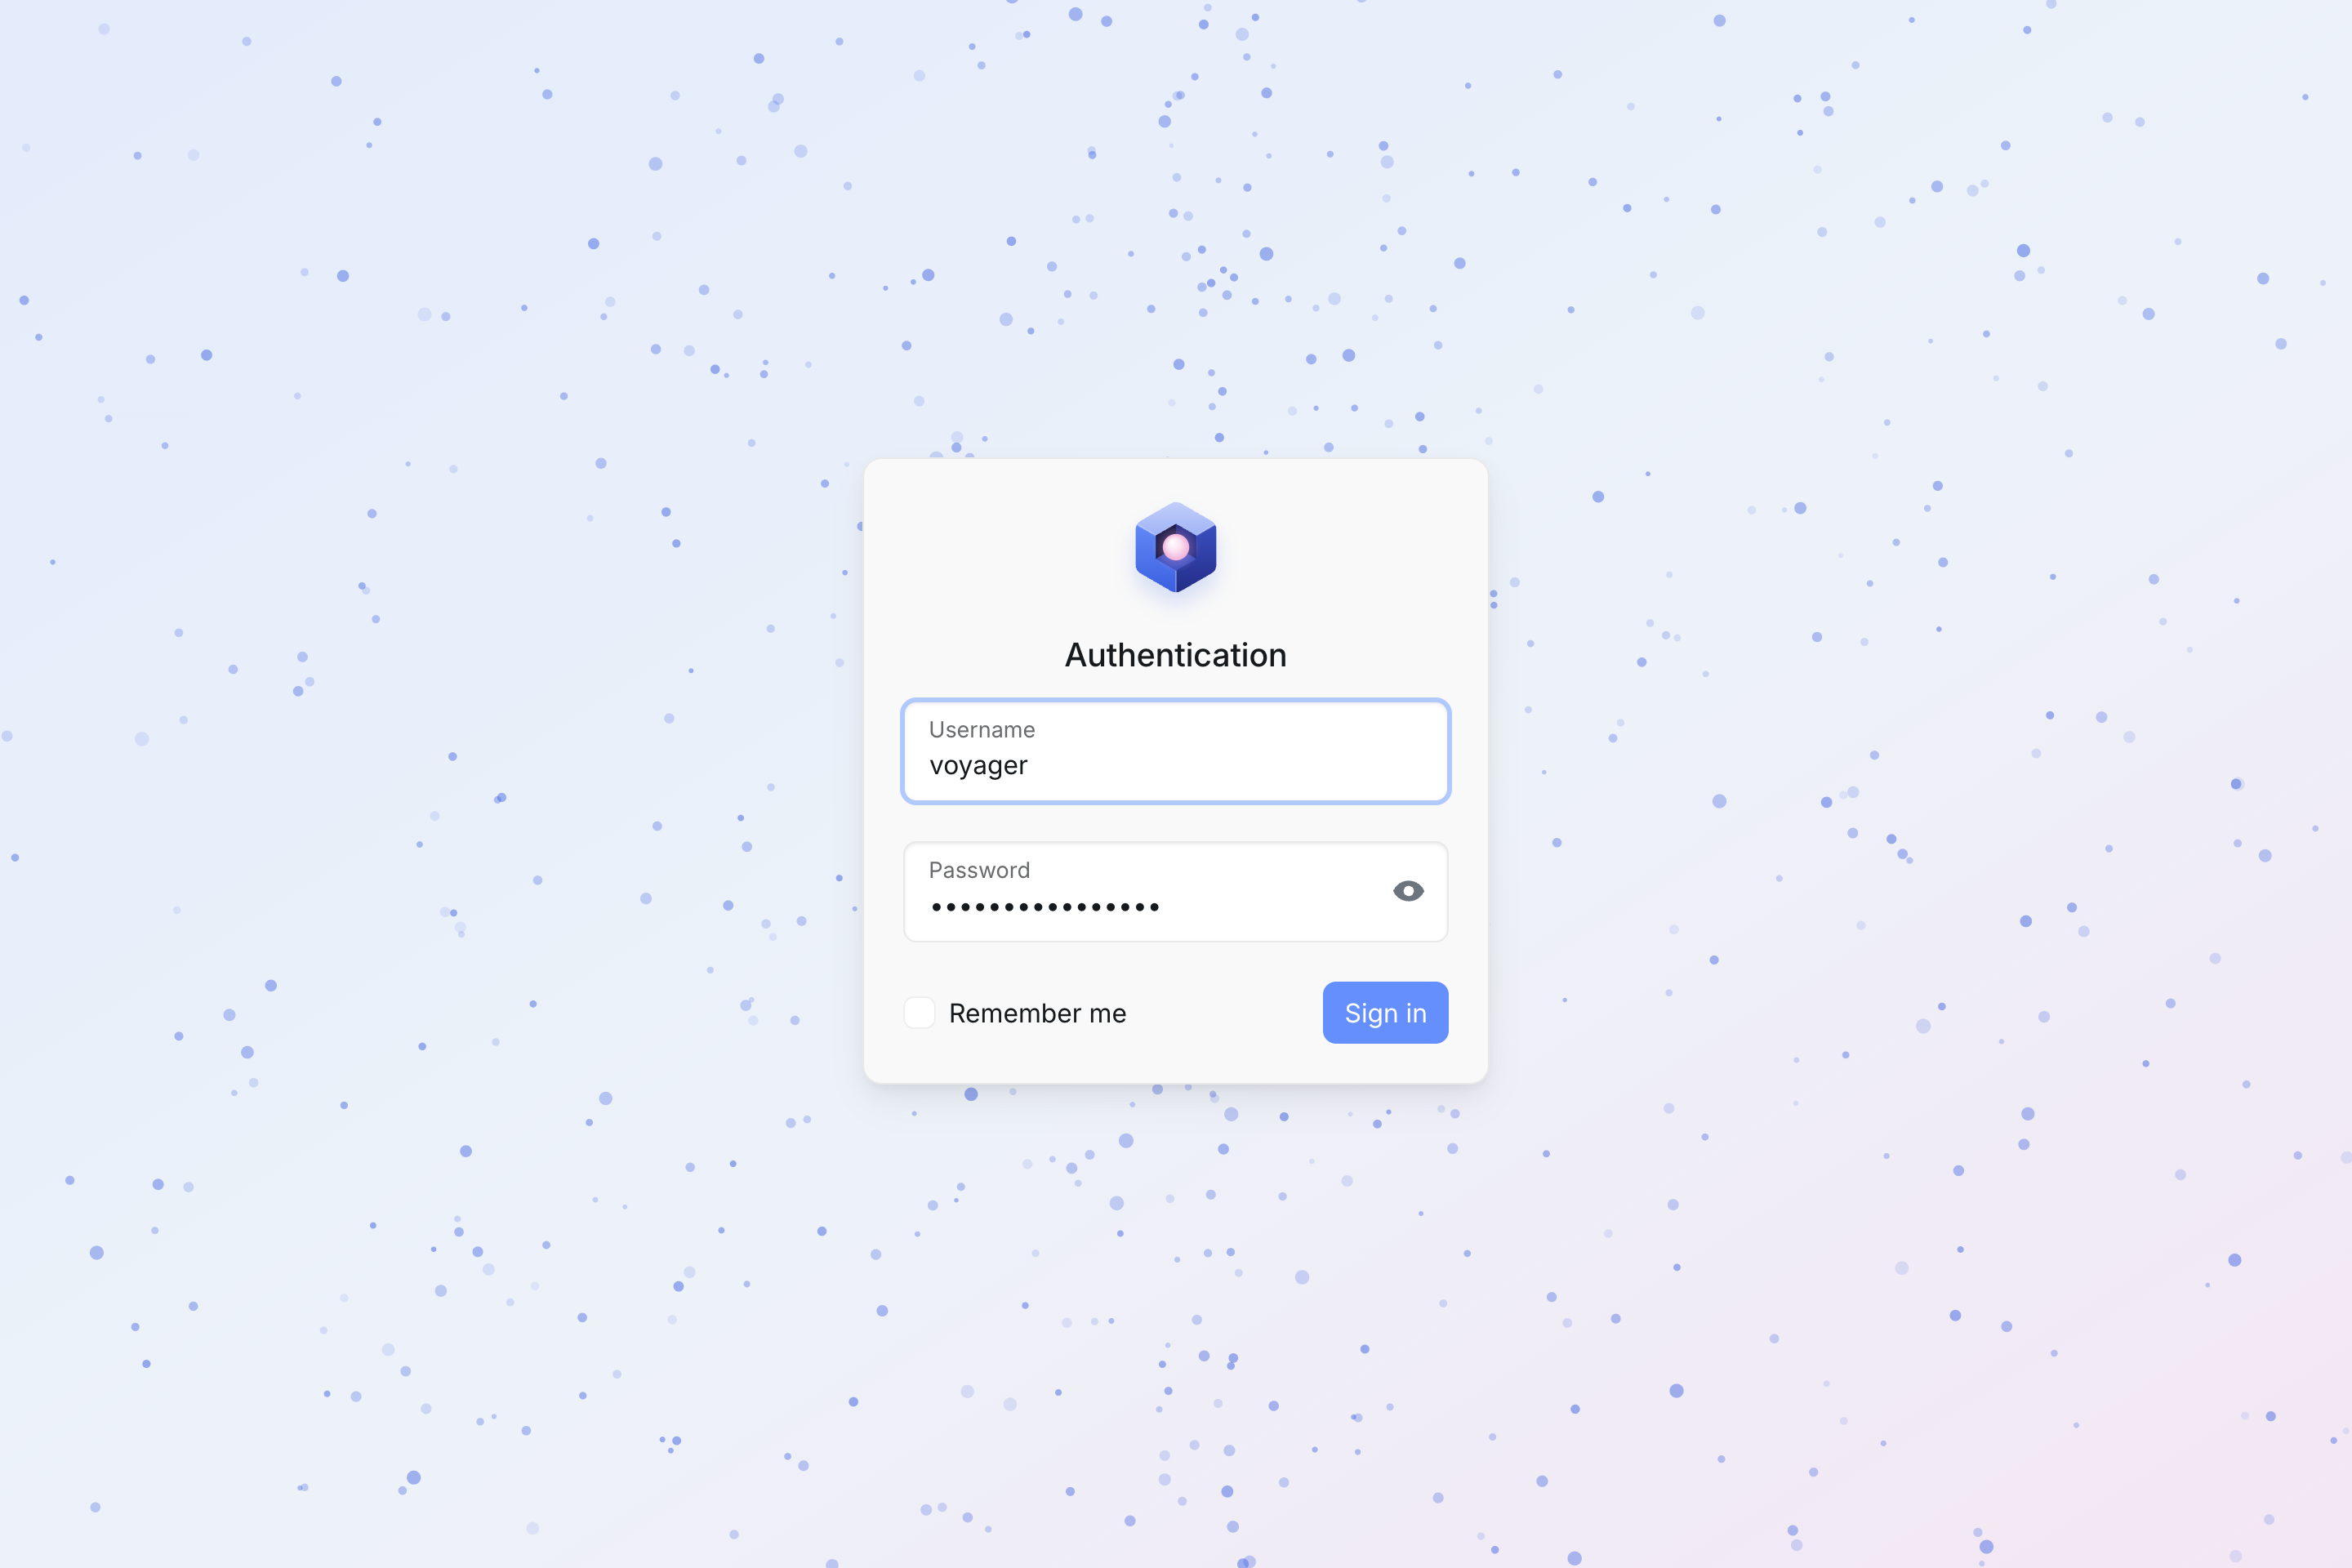 Authentication
Username
voyager
Password
••••••••••••••••
Remember me
Sign in